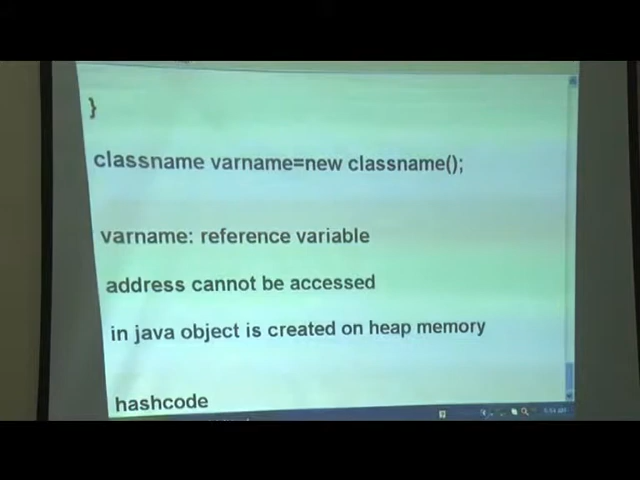 }
classname varname=new classname();
varname: reference variable
address cannot be accessed
in java object is created on heap memory
hashcode